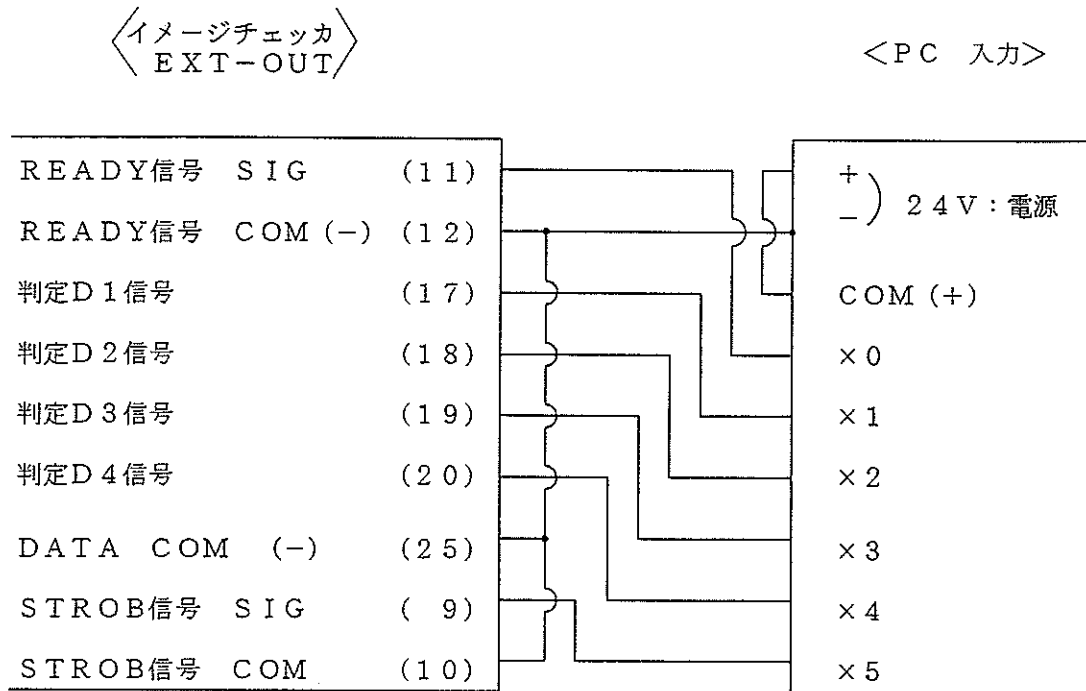 〈イメージチェッカ
EXT−OUT〉
<PC 入力>
READY信号 SIG (11)
READY信号 COM(−) (12)
判定D1信号 (17)
判定D2信号 (18)
判定D3信号 (19)
判定D4信号 (20)
DATA COM (−) (25)
STROB信号 SIG ( 9)
STROB信号 COM (10)
+
−
) 24V:電源
COM(+)
×0
×1
×2
×3
×4
×5